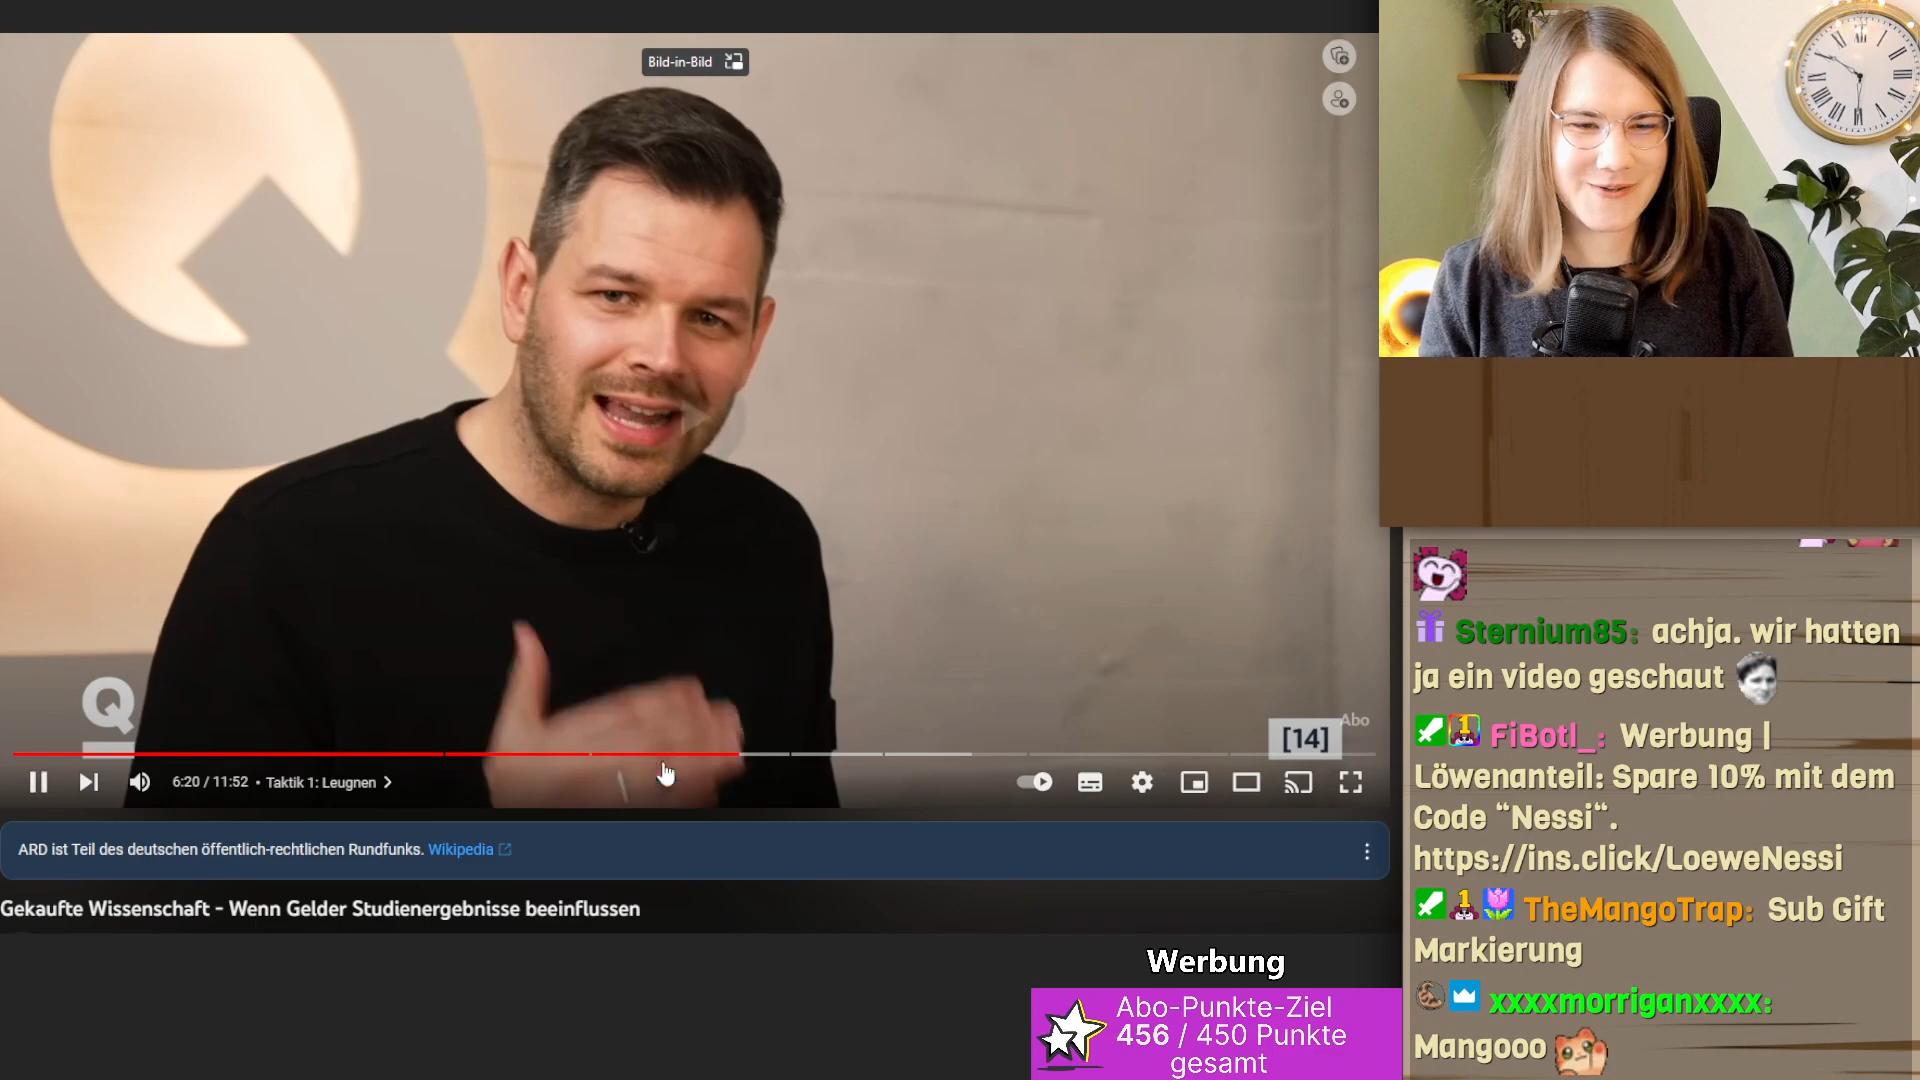 Bild-in-Bild
Q
[14]
Abo
6:20 / 11:52 • Taktik 1: Leugnen
ARD ist Teil des deutschen öffentlich-rechtlichen Rundfunks. Wikipedia
Gekaufte Wissenschaft - Wenn Gelder Studienergebnisse beeinflussen
Sternium85: achja. wir hatten
ja ein video geschaut
FiBotl_: Werbung |
Löwenanteil: Spare 10% mit dem
Code “Nessi“.
https://ins.click/LoeweNessi
TheMangoTrap: Sub Gift
Markierung
xxxxmorriganxxxx:
Mangooo
Werbung
Abo-Punkte-Ziel
456 / 450 Punkte
gesamt